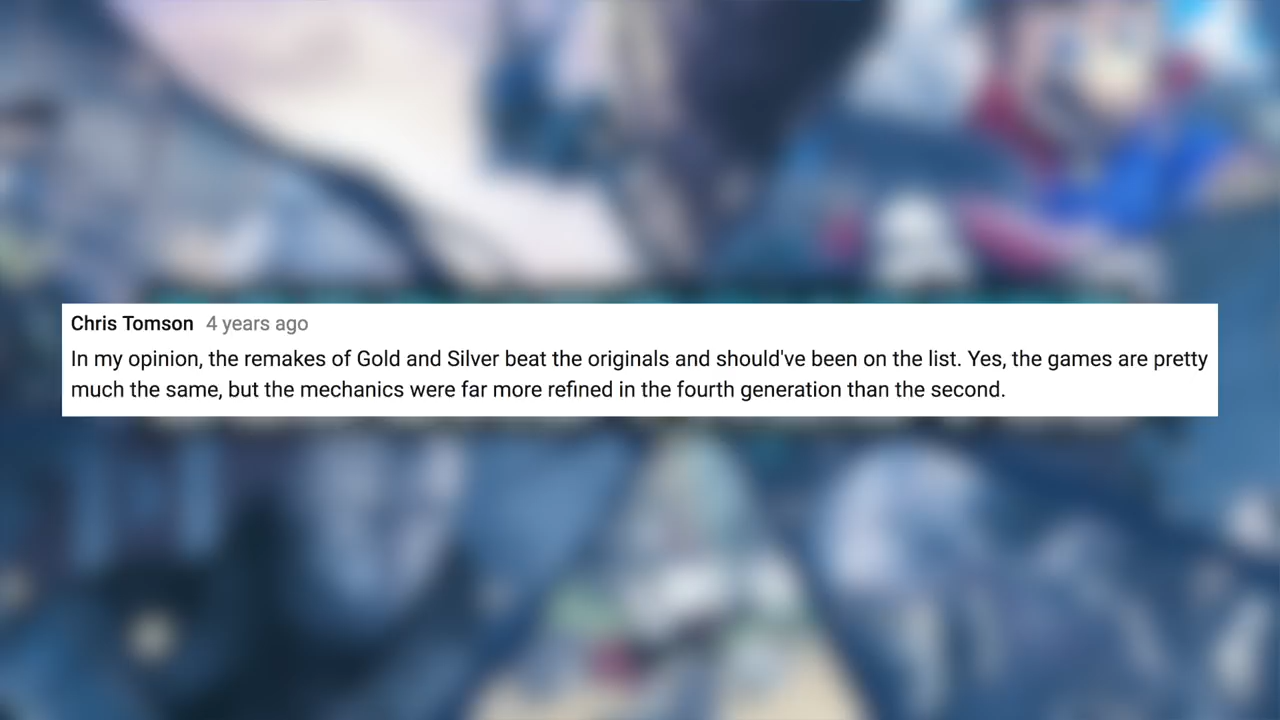 Chris Tomson 4 years ago
In my opinion, the remakes of Gold and Silver beat the originals and should've been on the list. Yes, the games are pretty
much the same, but the mechanics were far more refined in the fourth generation than the second.